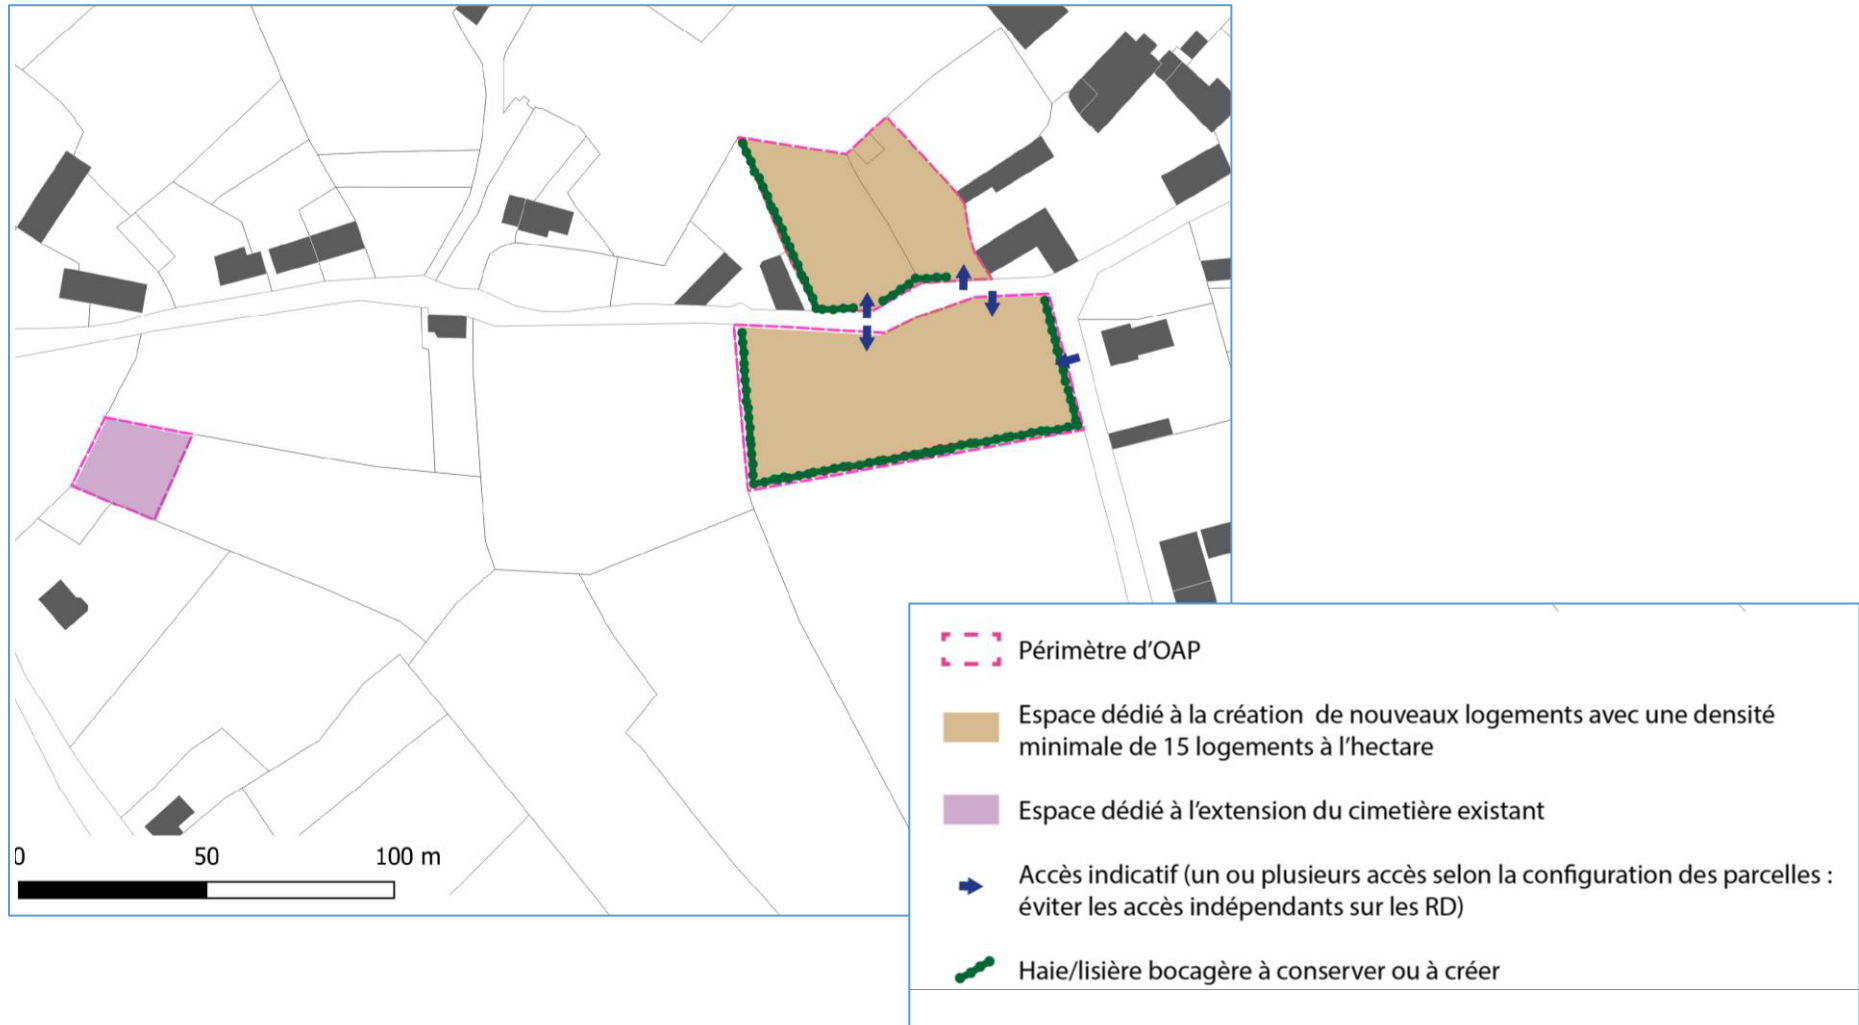 0 50 100 m
Périmètre d'OAP
Espace dédié à la création de nouveaux logements avec une densité
minimale de 15 logements à l'hectare
Espace dédié à l'extension du cimetière existant
Accès indicatif (un ou plusieurs accès selon la configuration des parcelles :
éviter les accès indépendants sur les RD)
Haie/lisière bocagère à conserver ou à créer